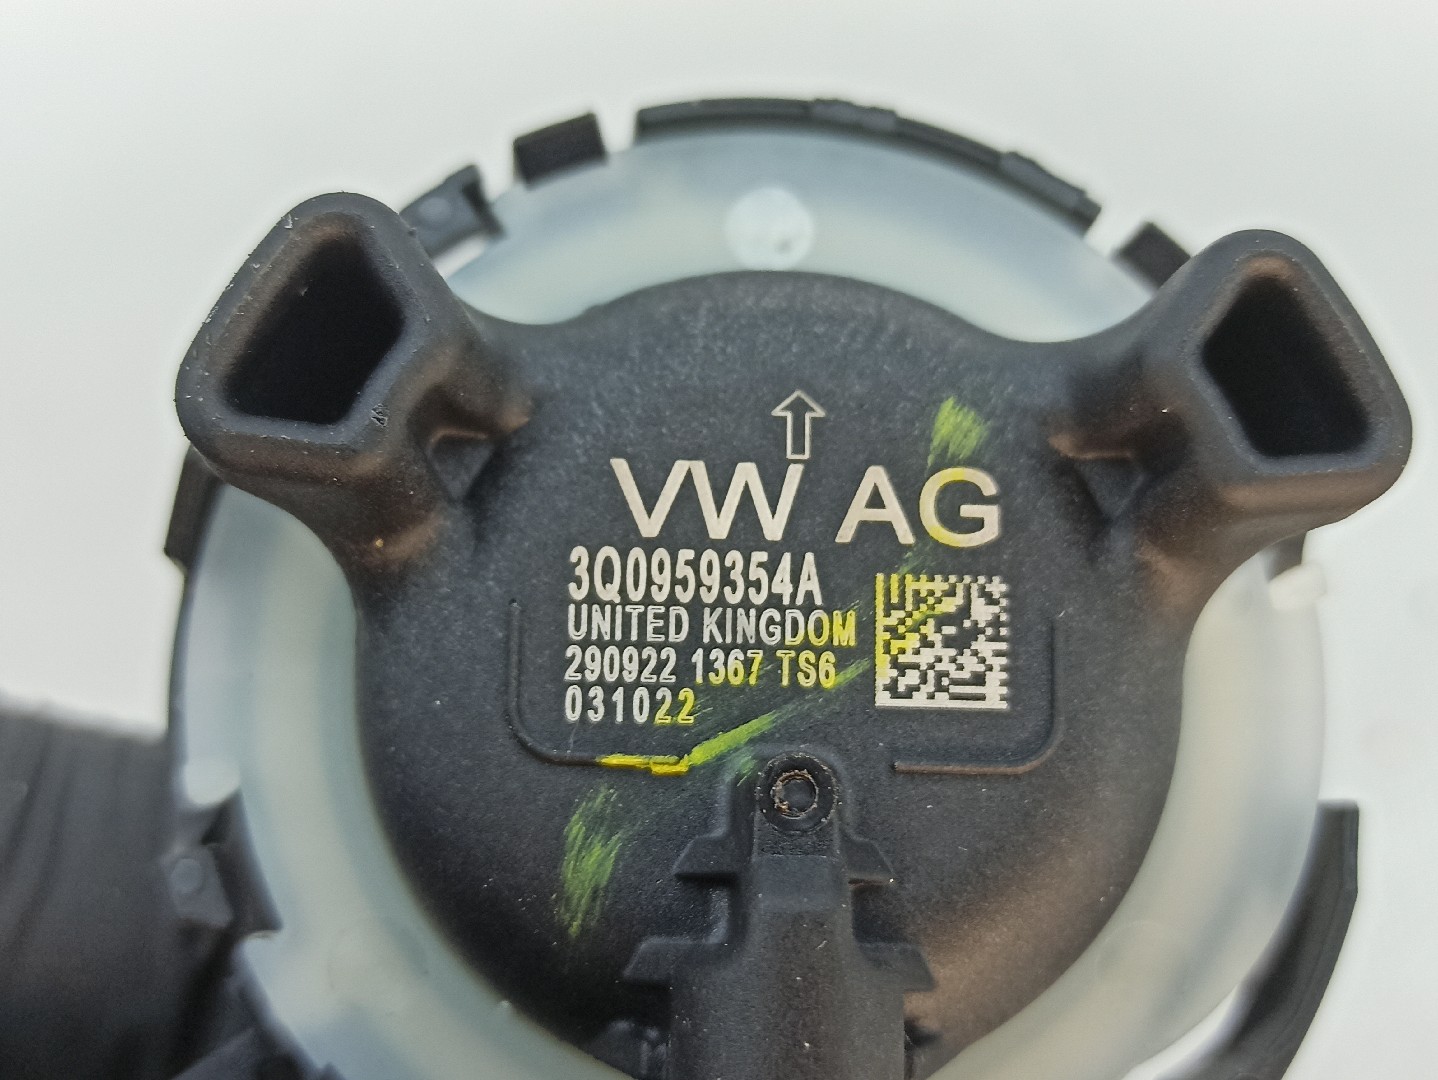 VW AG
3Q0959354A
UNITED KINGDOM
290922 1367 TS6
031022